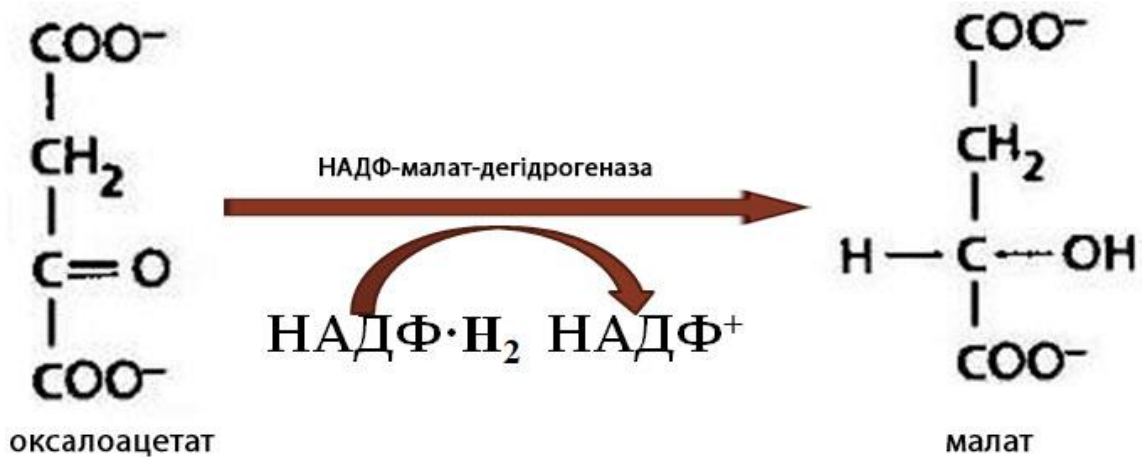 COO⁻
CH₂
C=O
COO⁻
оксалоацетат
НАДФ-малат-дегідрогеназа
НАДФ·H₂ НАДФ⁺
COO⁻
CH₂
H—C—OH
COO⁻
малат